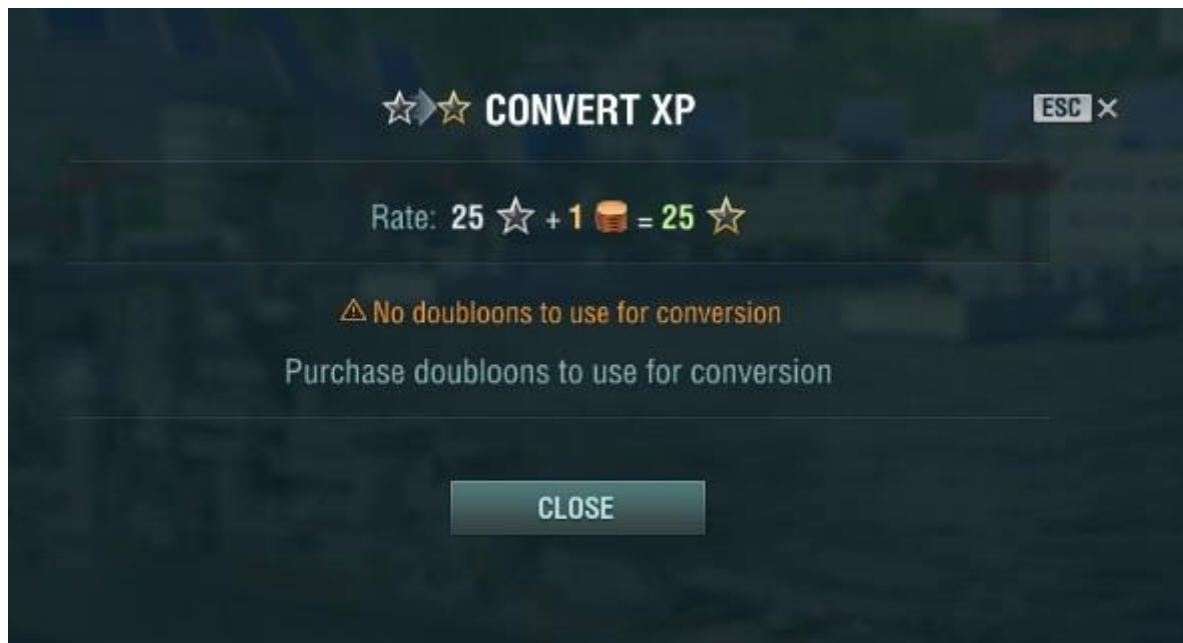 CONVERT XP
ESC ×
Rate: 25 + 1 = 25
No doubloons to use for conversion
Purchase doubloons to use for conversion
CLOSE